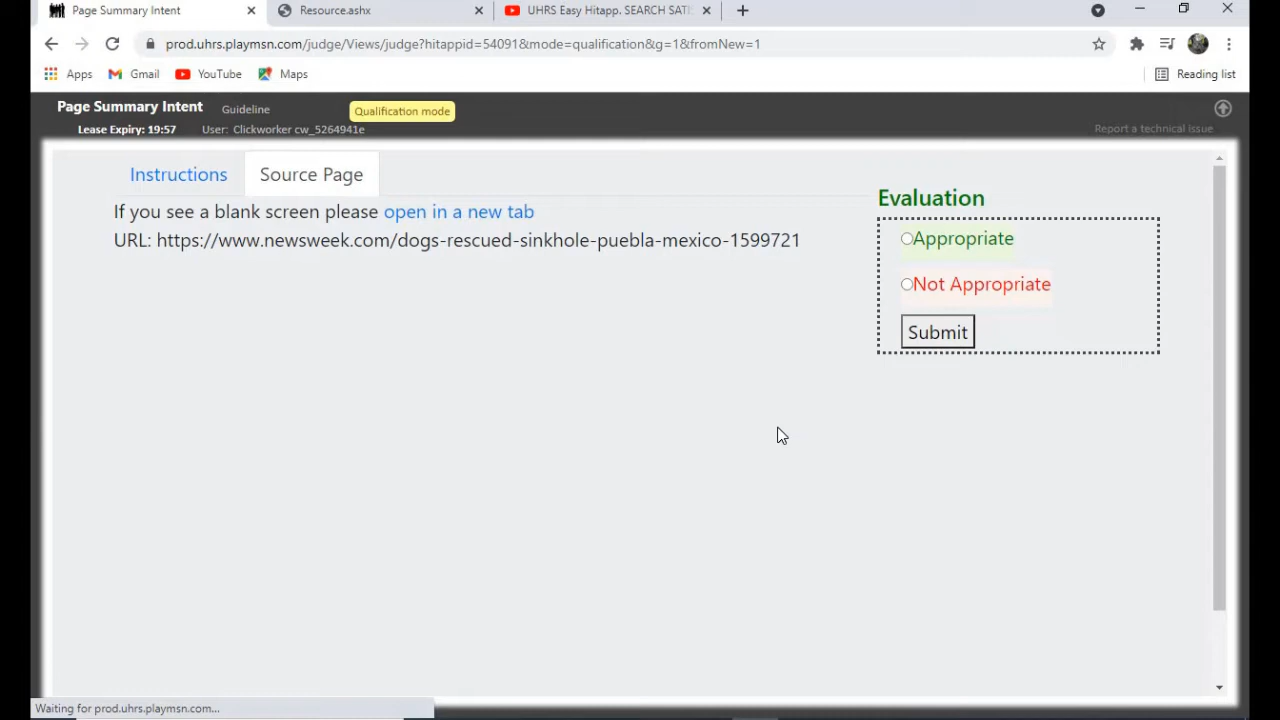 Page Summary Intent
Resource.ashx
UHRS Easy Hitapp. SEARCH SATI
prod.uhrs.playmsn.com/judge/Views/judge?hitappid=54091&mode=qualification&g=1&fromNew=1
Apps
Gmail
YouTube
Maps
Reading list
Page Summary Intent
Guideline
Qualification mode
Lease Expiry: 19:57
User: Clickworker cw_5264941e
Report a technical issue
Instructions
Source Page
If you see a blank screen please open in a new tab
URL: https://www.newsweek.com/dogs-rescued-sinkhole-puebla-mexico-1599721
Evaluation
Appropriate
Not Appropriate
Submit
Waiting for prod.uhrs.playmsn.com...